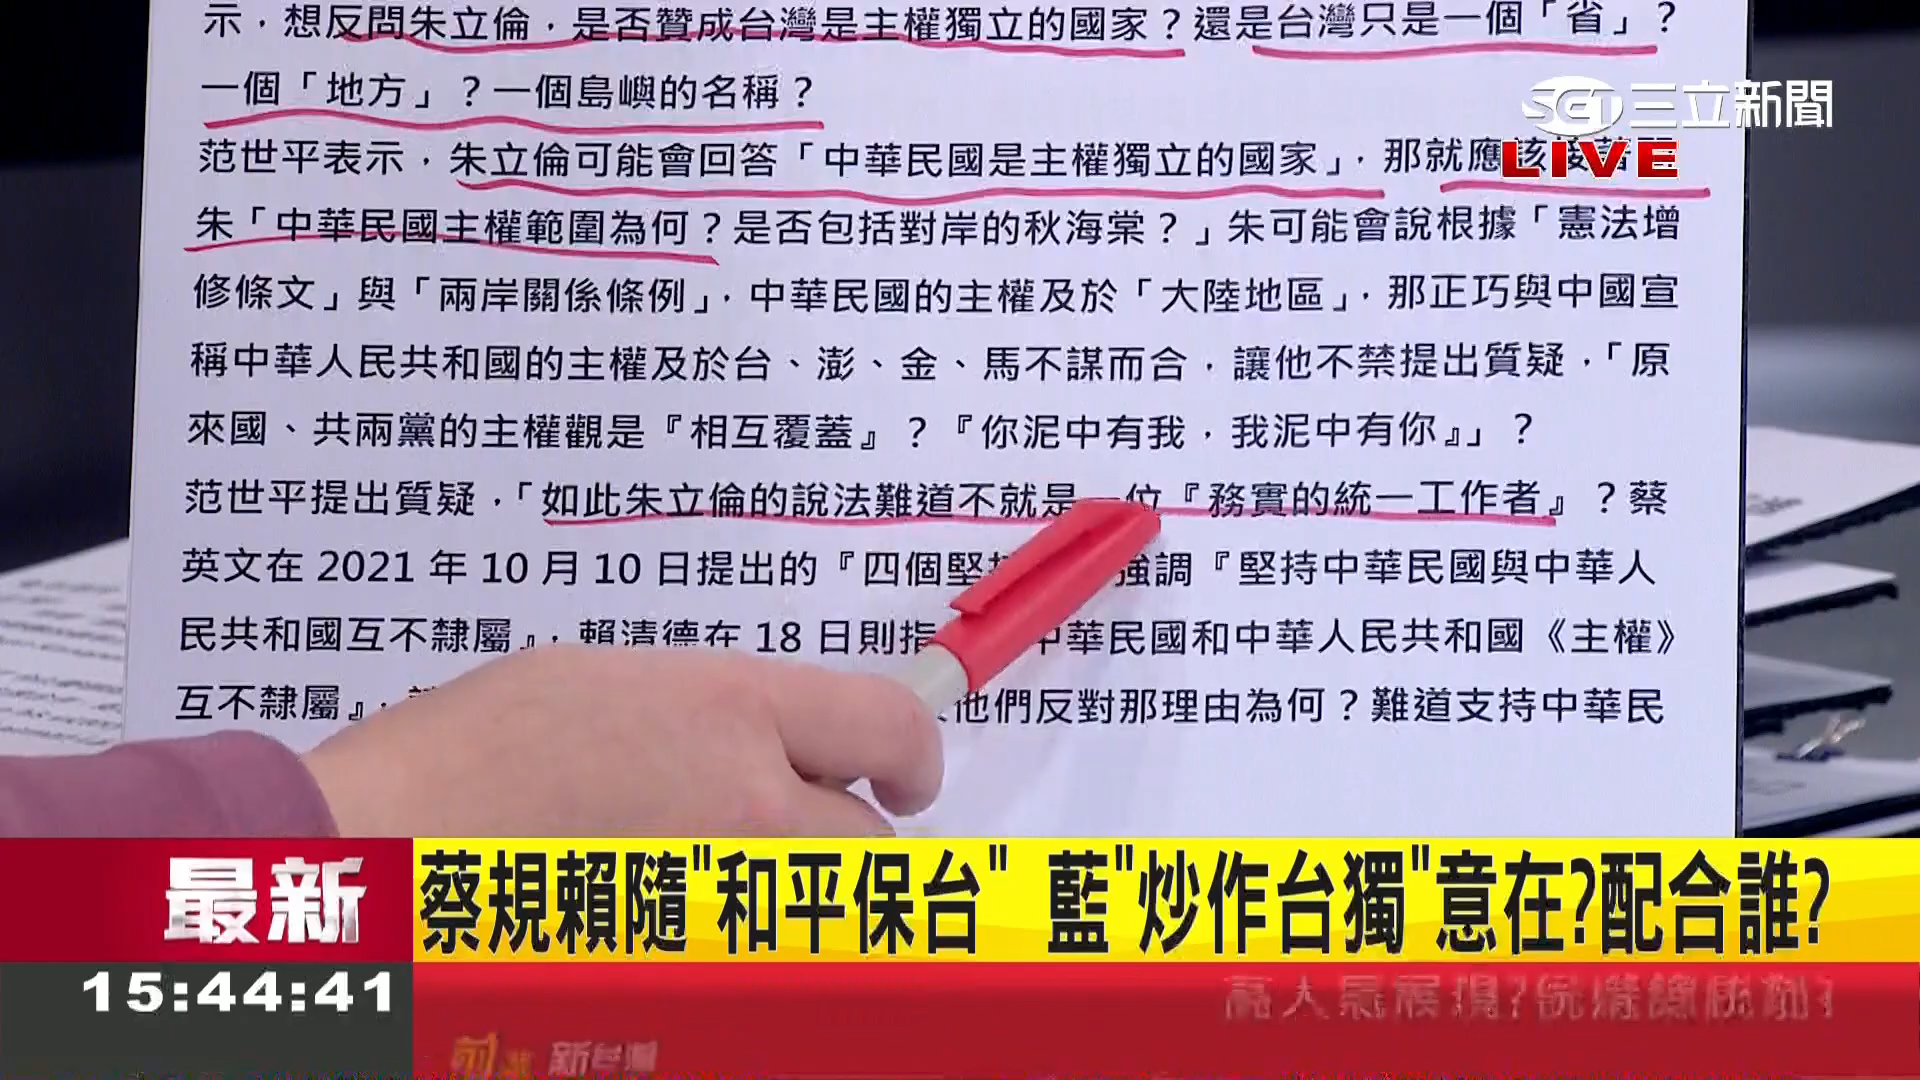 示，想反問朱立倫，是否贊成台灣是主權獨立的國家？還是台灣只是一個「省」？
一個「地方」？一個島嶼的名稱？
SET三立新聞
范世平表示，朱立倫可能會回答「中華民國是主權獨立的國家」，那就應該接著問
LIVE
朱「中華民國主權範圍為何？是否包括對岸的秋海棠？」朱可能會說根據「憲法增
修條文」與「兩岸關係條例」，中華民國的主權及於「大陸地區」，那正巧與中國宣
稱中華人民共和國的主權及於台、澎、金、馬不謀而合，讓他不禁提出質疑，「原
來國、共兩黨的主權觀是『相互覆蓋』？『你泥中有我，我泥中有你』」？
范世平提出質疑，「如此朱立倫的說法難道不就是一位『務實的統一工作者』？蔡
英文在 2021 年 10 月 10 日提出的『四個堅持 強調『堅持中華民國與中華人
民共和國互不隸屬』，賴清德在 18 日則指 中華民國和中華人民共和國《主權》
互不隸屬』， 他們反對那理由為何？難道支持中華民
最新
蔡規賴隨"和平保台" 藍"炒作台獨"意在?配合誰?
15:44:41
新台灣